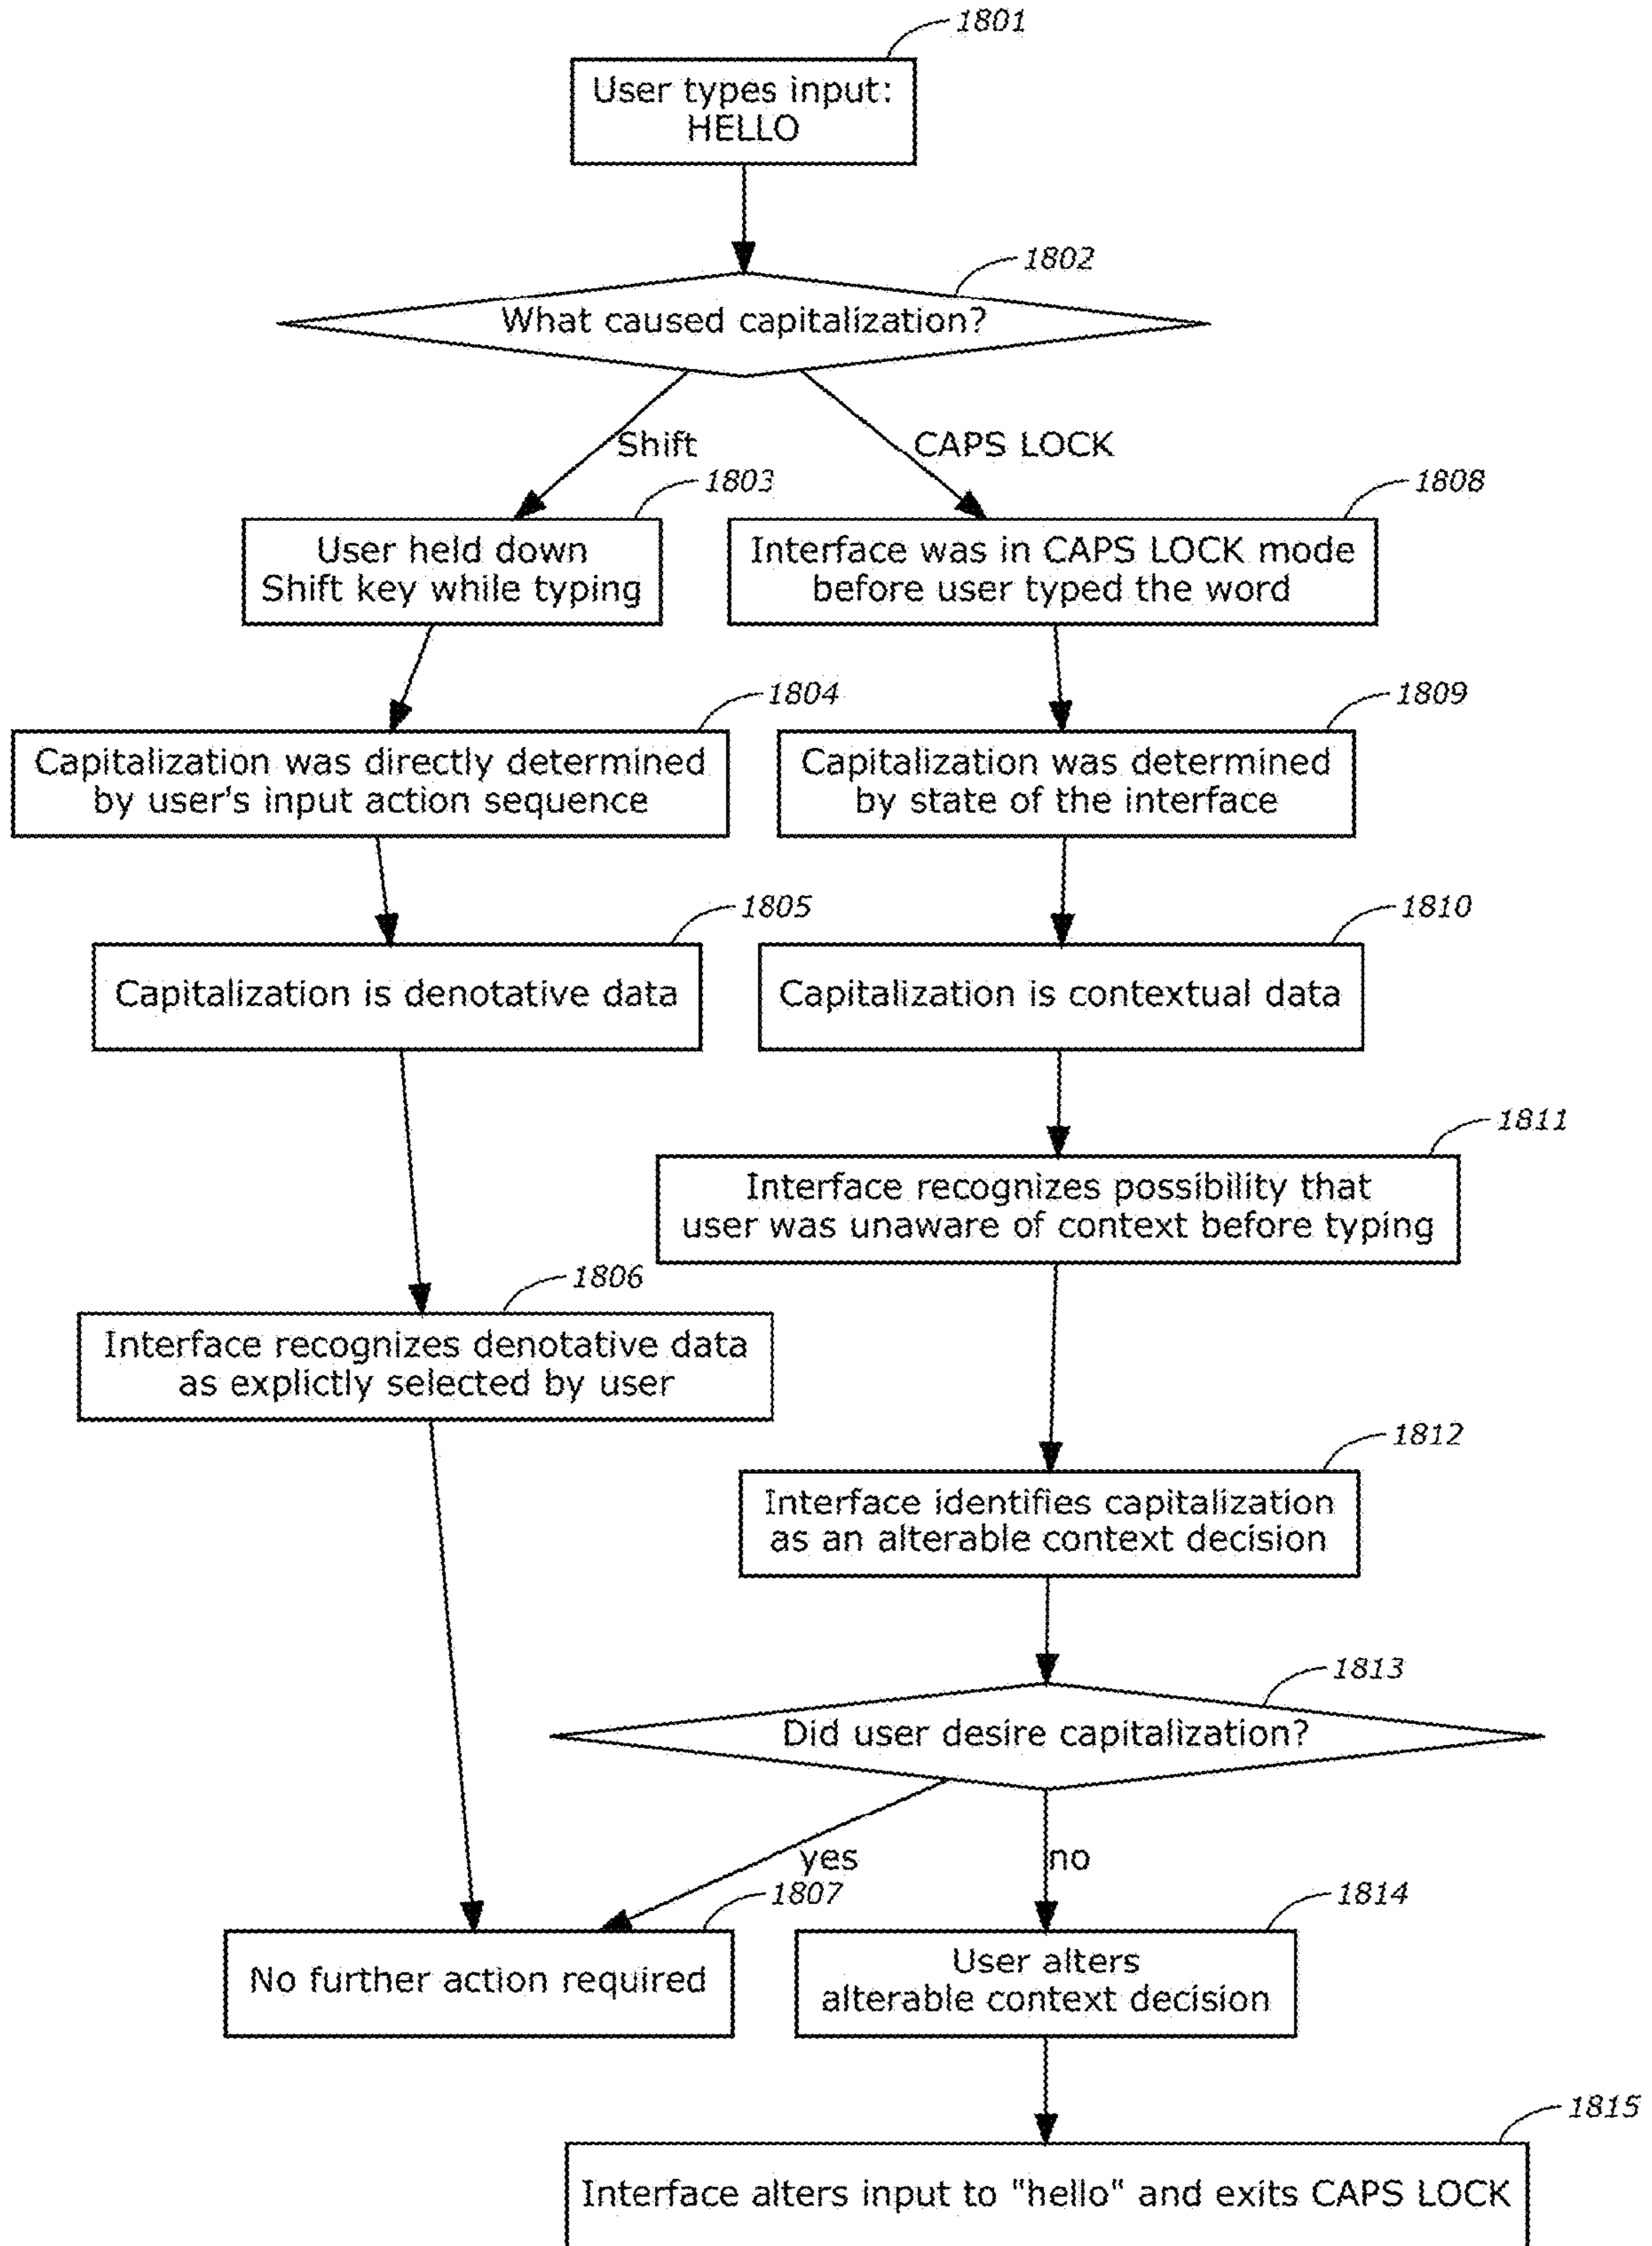 1801
User types input:
HELLO
1802
What caused capitalization?
Shift
CAPS LOCK
1803
1808
User held down
Shift key while typing
Interface was in CAPS LOCK mode
before user typed the word
1804
1809
Capitalization was directly determined
by user's input action sequence
Capitalization was determined
by state of the interface
1805
1810
Capitalization is denotative data
Capitalization is contextual data
1811
Interface recognizes possibility that
user was unaware of context before typing
1806
Interface recognizes denotative data
as explictly selected by user
1812
Interface identifies capitalization
as an alterable context decision
1813
Did user desire capitalization?
yes
no
1807
1814
No further action required
User alters
alterable context decision
1815
Interface alters input to "hello" and exits CAPS LOCK